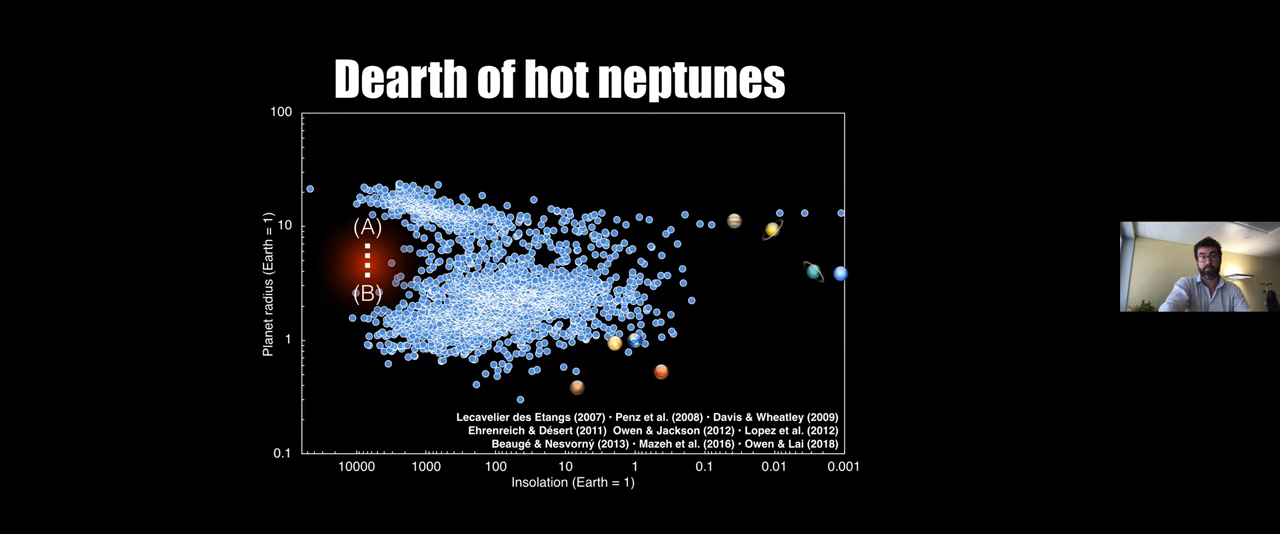 Dearth of hot neptunes
100
10
1
0.1
Planet radius (Earth = 1)
(A)
(B)
Lecavelier des Etangs (2007) · Penz et al. (2008) · Davis & Wheatley (2009)
Ehrenreich & Désert (2011) Owen & Jackson (2012) · Lopez et al. (2012)
Beaugé & Nesvorný (2013) · Mazeh et al. (2016) · Owen & Lai (2018)
10000 1000 100 10 1 0.1 0.01 0.001
Insolation (Earth = 1)